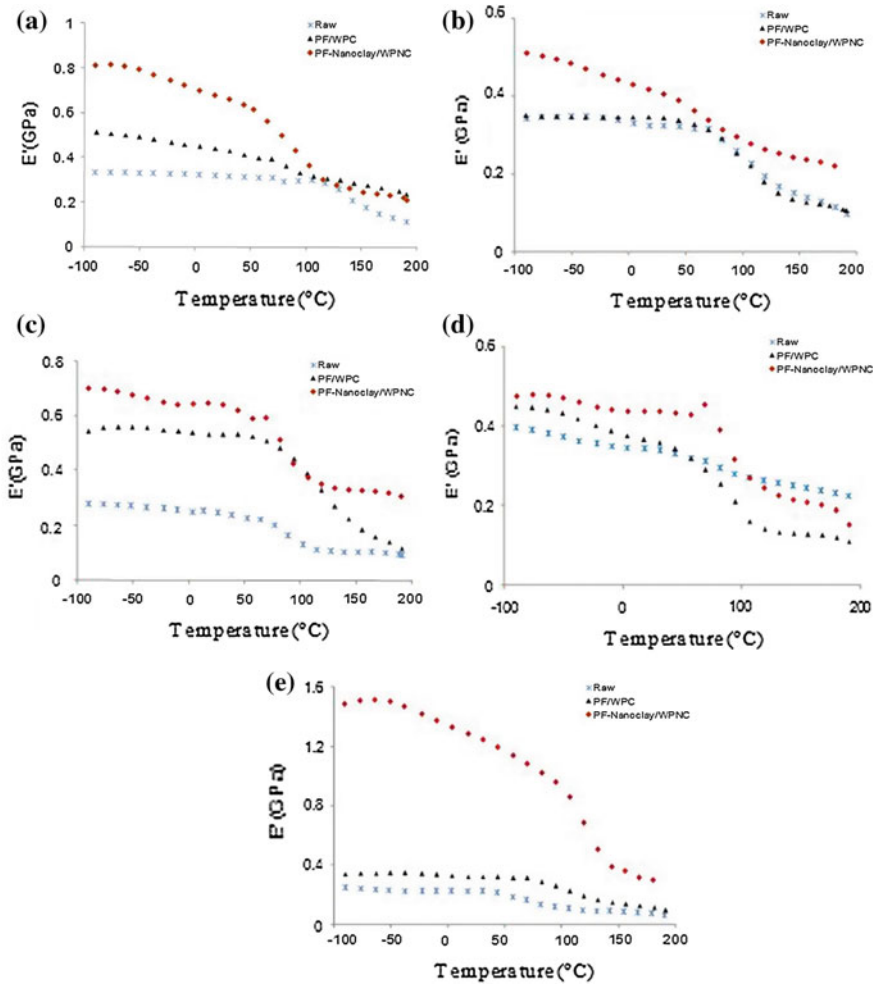 (a)
1
0.8
0.6
0.4
0.2
0
E'(GPa)
-100 -50 0 50 100 150 200
Temperature (°C)
Raw
PF/WPC
PF-Nanoclay/WPNC
(b)
0.6
0.4
0.2
0
E' (GPa)
-100 -50 0 50 100 150 200
Temperature (°C)
Raw
PF/WPC
PF-Nanoclay/WPNC
(c)
0.8
0.6
0.4
0.2
0
E'(GPa)
-100 -50 0 50 100 150 200
Temperature (°C)
Raw
PF/WPC
PF-Nanoclay/WPNC
(d)
0.6
0.4
0.2
0
E' (GPa)
-100 0 100 200
Temperature (°C)
Raw
PF/WPC
PF-Nanoclay/WPNC
(e)
1.6
1.2
0.4
0
E' (GPa)
-100 -50 0 50 100 150 200
Temperature (°C)
Raw
PF/WPC
PF-Nanoclay/WPNC